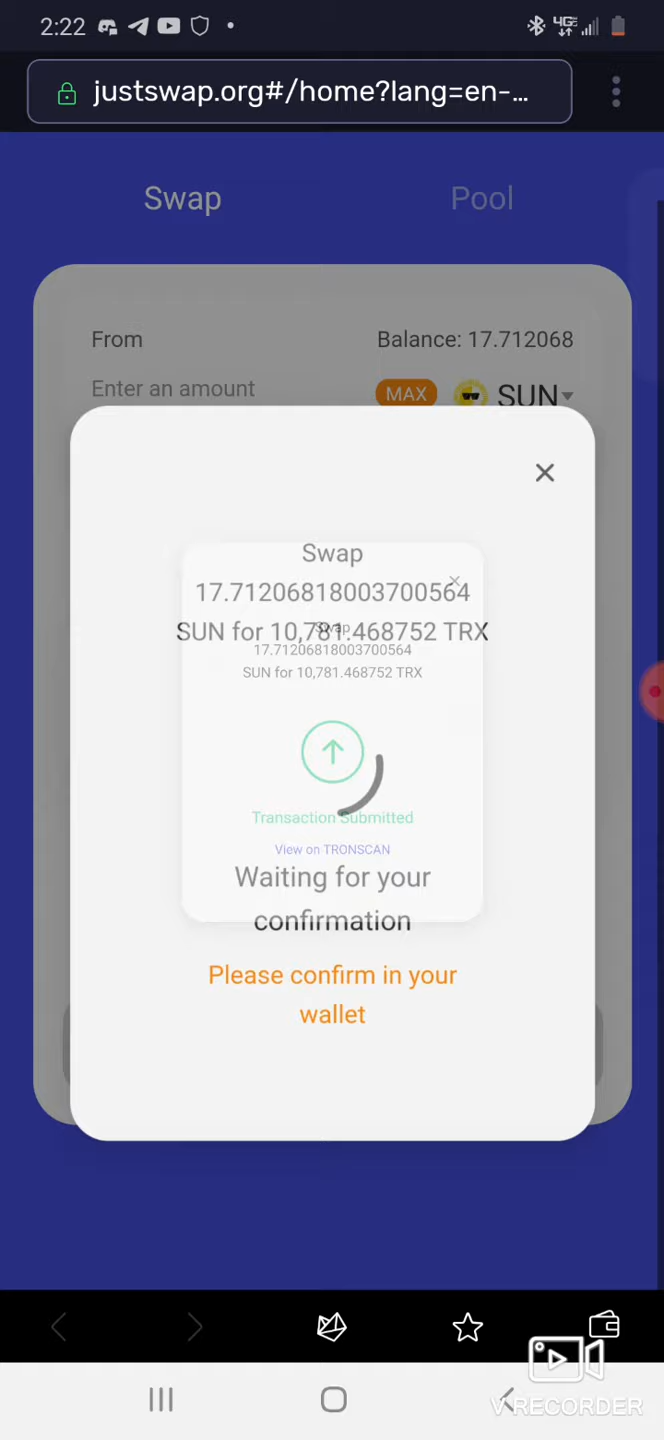 2:22
4GE
justswap.org#/home?lang=en-...
Swap
Pool
From
Balance: 17.712068
Enter an amount
MAX
SUN
Swap
17.71206818003700564
SUN for 10,781.468752 TRX
Swap
17.71206818003700564
SUN for 10,781.468752 TRX
Transaction Submitted
View on TRONSCAN
Waiting for your
confirmation
Please confirm in your
wallet
V RECORDER